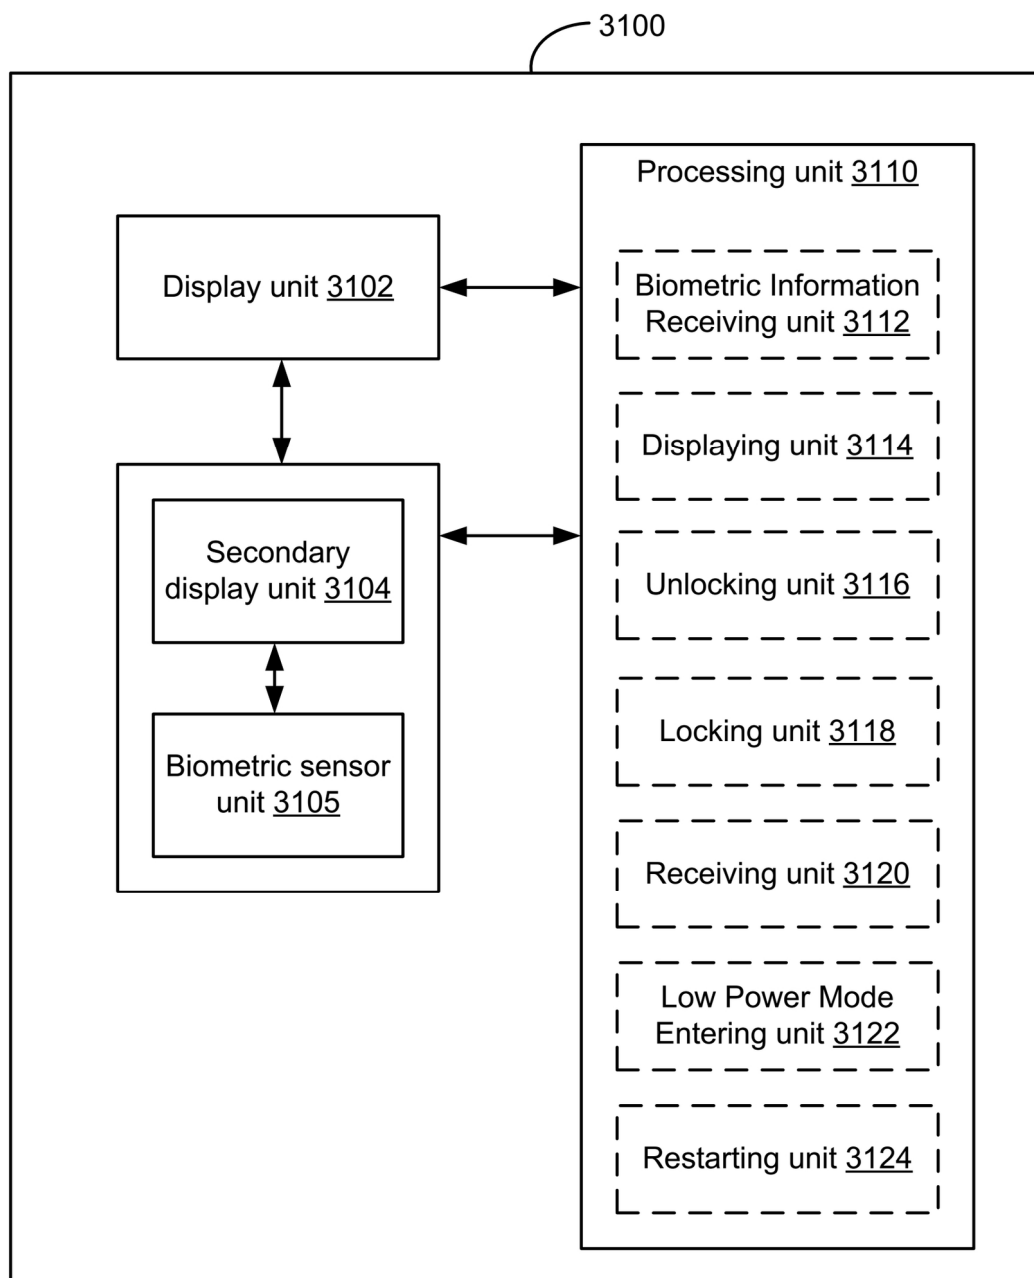 3100
Processing unit 3110
Display unit 3102
Biometric Information
Receiving unit 3112
Displaying unit 3114
Secondary
display unit 3104
Unlocking unit 3116
Biometric sensor
unit 3105
Locking unit 3118
Receiving unit 3120
Low Power Mode
Entering unit 3122
Restarting unit 3124